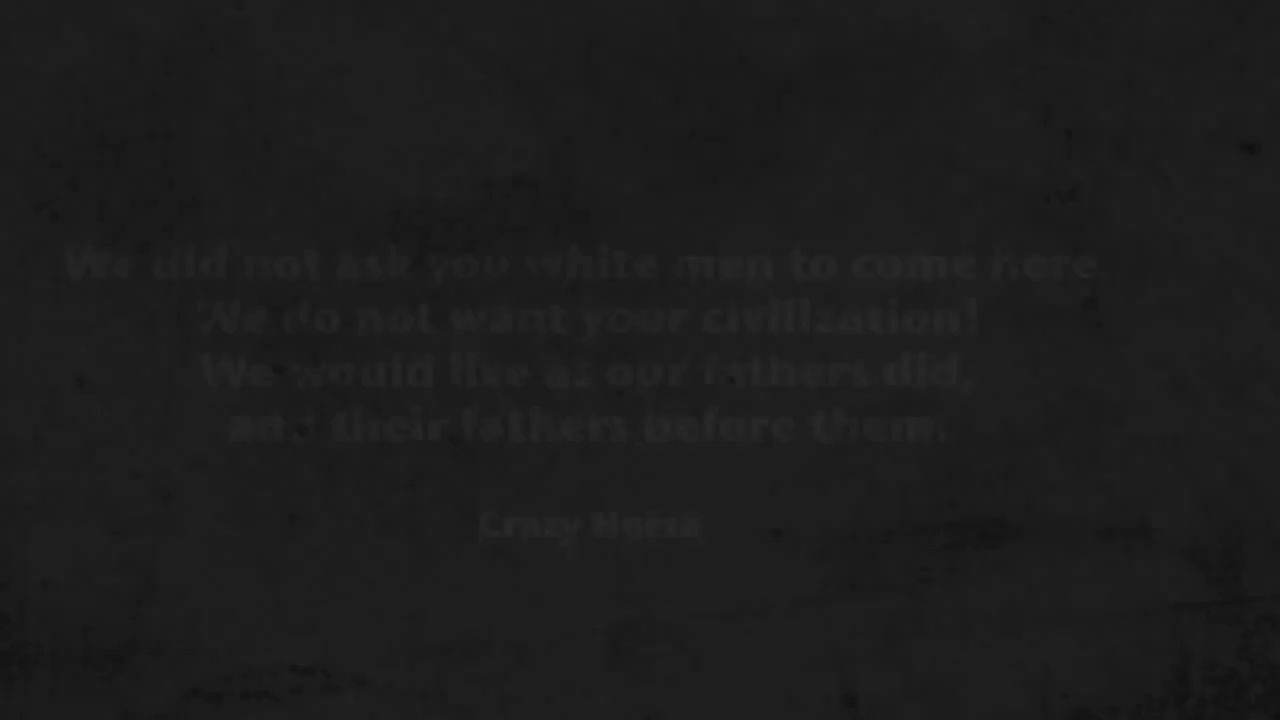 We did not ask you white men to come here.
We do not want your civilization!
We would live as our fathers did,
and their fathers before them.
Crazy Horse